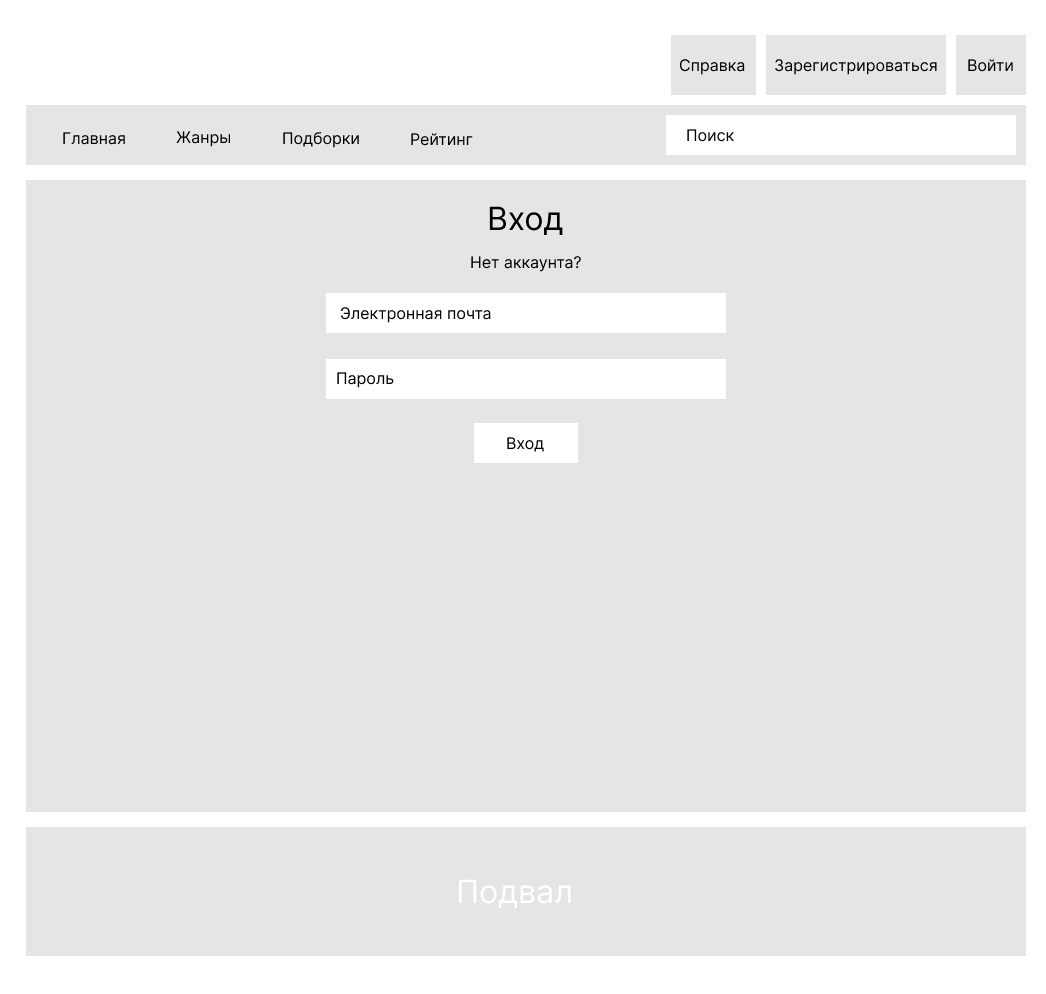 Справка
Зарегистрироваться
Войти
Главная
Жанры
Подборки
Рейтинг
Поиск
Вход
Нет аккаунта?
Электронная почта
Пароль
Вход
Подвал